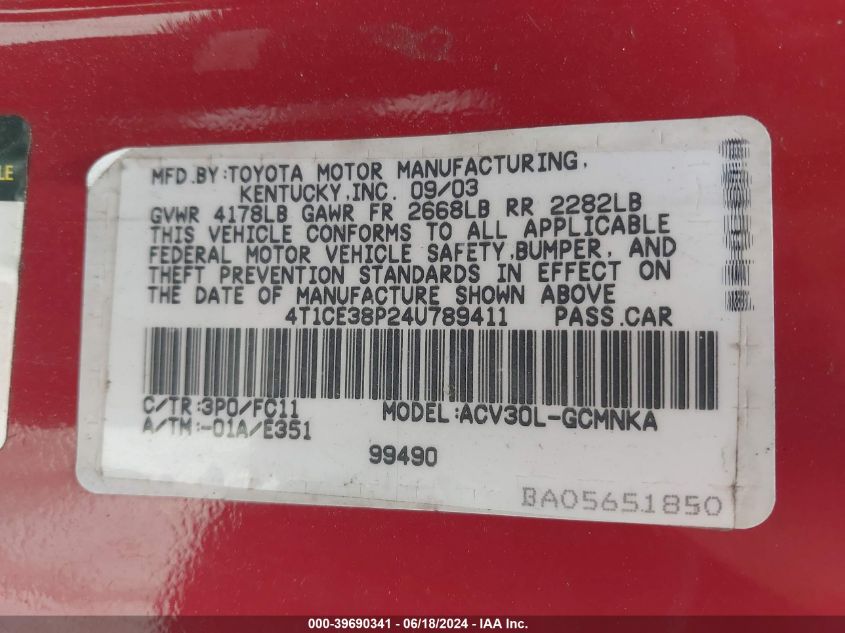 LE
MFD.BY:TOYOTA MOTOR MANUFACTURING,
KENTUCKY,INC. 09/03
GVWR 4178LB GAWR FR 2668LB RR 2282LB
THIS VEHICLE CONFORMS TO ALL APPLICABLE
FEDERAL MOTOR VEHICLE SAFETY,BUMPER, AND
THEFT PREVENTION STANDARDS IN EFFECT ON
THE DATE OF MANUFACTURE SHOWN ABOVE
4T1CE38P24U789411 PASS.CAR
C/TR:3P0/FC11 MODEL:ACV30L-GCMNKA
A/TM:-01A/E351
99490
BA05651850
000-39690341 - 06/18/2024 - IAA, Inc.